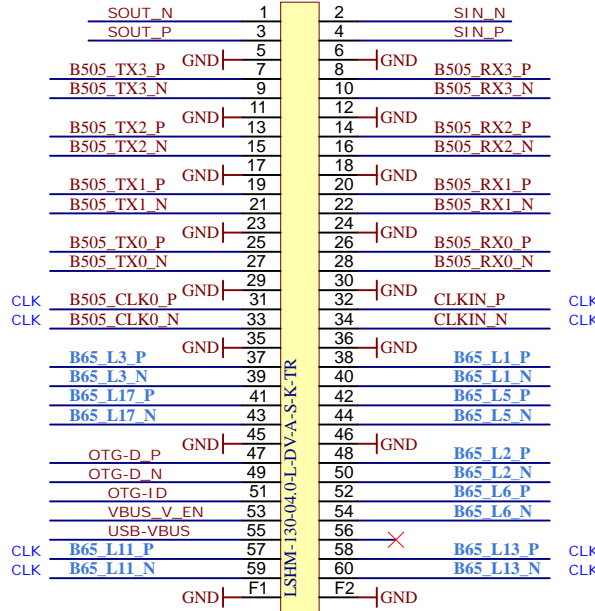 SOUT_N 1 2 SIN_N
SOUT_P 3 4 SIN_P
GND 5 6 GND
B505_TX3_P 7 8 B505_RX3_P
B505_TX3_N 9 10 B505_RX3_N
GND 11 12 GND
B505_TX2_P 13 14 B505_RX2_P
B505_TX2_N 15 16 B505_RX2_N
GND 17 18 GND
B505_TX1_P 19 20 B505_RX1_P
B505_TX1_N 21 22 B505_RX1_N
GND 23 24 GND
B505_TX0_P 25 26 B505_RX0_P
B505_TX0_N 27 28 B505_RX0_N
GND 29 30 GND
CLK B505_CLK0_P 31 32 CLKIN_P CLK
CLK B505_CLK0_N 33 34 CLKIN_N CLK
GND 35 36 GND
B65_L3_P 37 38 B65_L1_P
B65_L3_N 39 40 B65_L1_N
B65_L17_P 41 42 B65_L5_P
B65_L17_N 43 44 B65_L5_N
GND 45 46 GND
OTG-D_P 47 48 B65_L2_P
OTG-D_N 49 50 B65_L2_N
OTG-ID 51 52 B65_L6_P
VBUS_V_EN 53 54 B65_L6_N
USB-VBUS 55 56
CLK B65_L11_P 57 58 B65_L13_P CLK
CLK B65_L11_N 59 60 B65_L13_N CLK
GND F1 F2 GND
LSHM-130-04.0-L-DV-A-S-K-TR